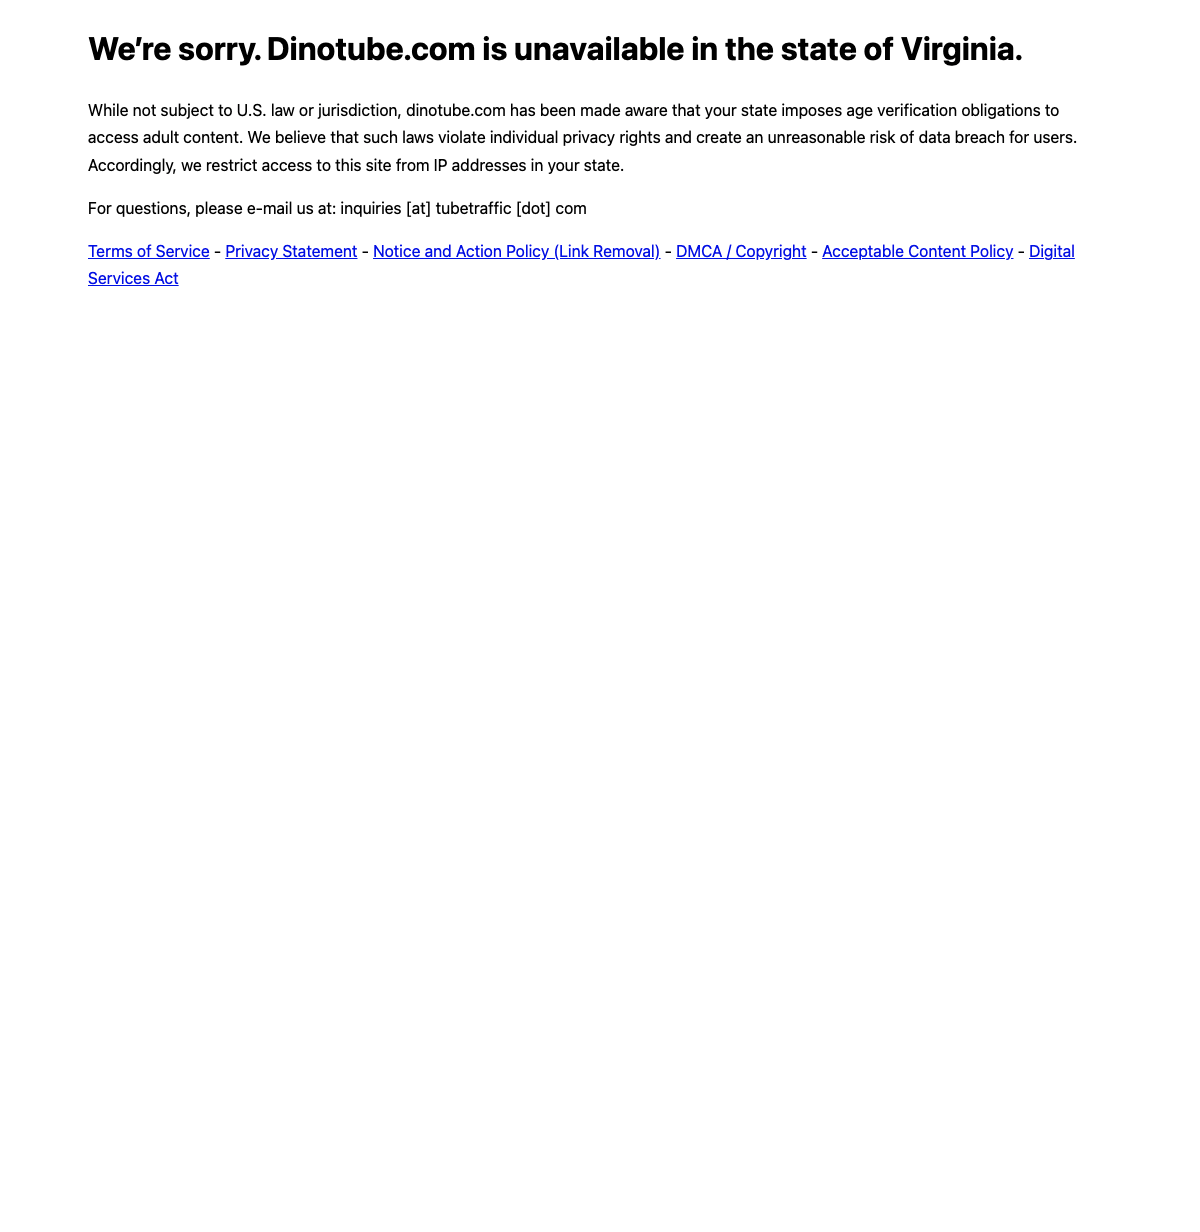 We’re sorry. Dinotube.com is unavailable in the state of Virginia.
While not subject to U.S. law or jurisdiction, dinotube.com has been made aware that your state imposes age verification obligations to
access adult content. We believe that such laws violate individual privacy rights and create an unreasonable risk of data breach for users.
Accordingly, we restrict access to this site from IP addresses in your state.
For questions, please e-mail us at: inquiries [at] tubetraffic [dot] com
Terms of Service - Privacy Statement - Notice and Action Policy (Link Removal) - DMCA / Copyright - Acceptable Content Policy - Digital
Services Act